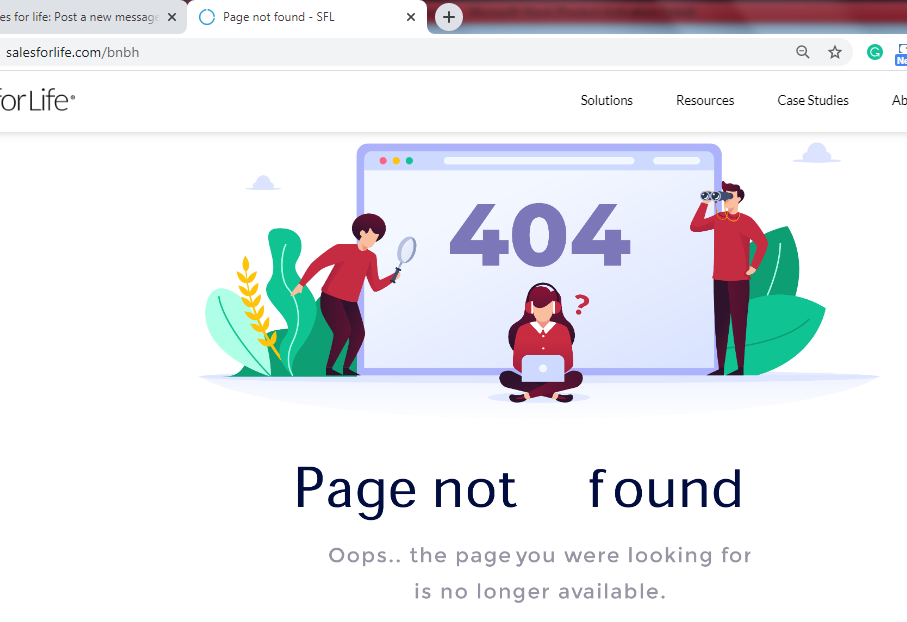 es for life: Post a new message
Page not found - SFL
salesforlife.com/bnbh
for Life®
Solutions
Resources
Case Studies
Ab
404
?
Page not found
Oops.. the page you were looking for
is no longer available.